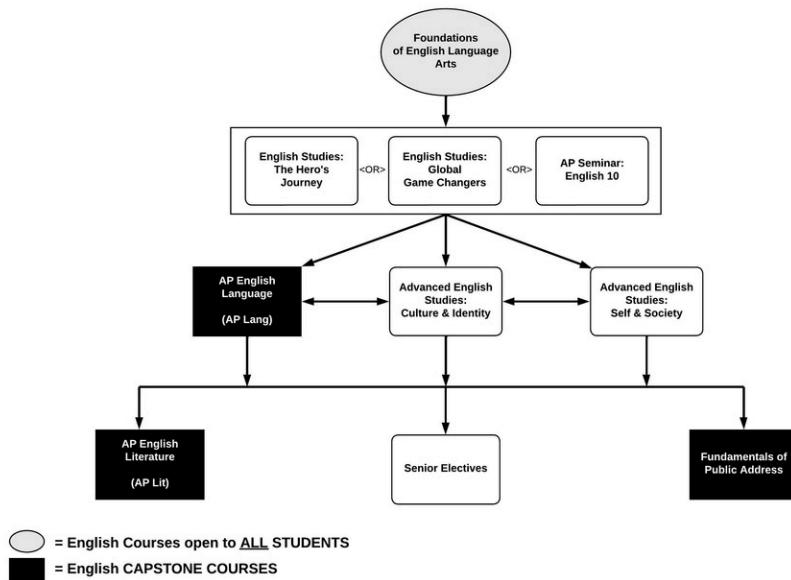 Foundations
of English Language
Arts
English Studies:
The Hero's
Journey
<OR>
English Studies:
Global
Game Changers
<OR>
AP Seminar:
English 10
AP English
Language
(AP Lang)
Advanced English
Studies:
Culture & Identity
Advanced English
Studies:
Self & Society
AP English
Literature
(AP Lit)
Senior Electives
Fundamentals of
Public Address
= English Courses open to ALL STUDENTS
= English CAPSTONE COURSES